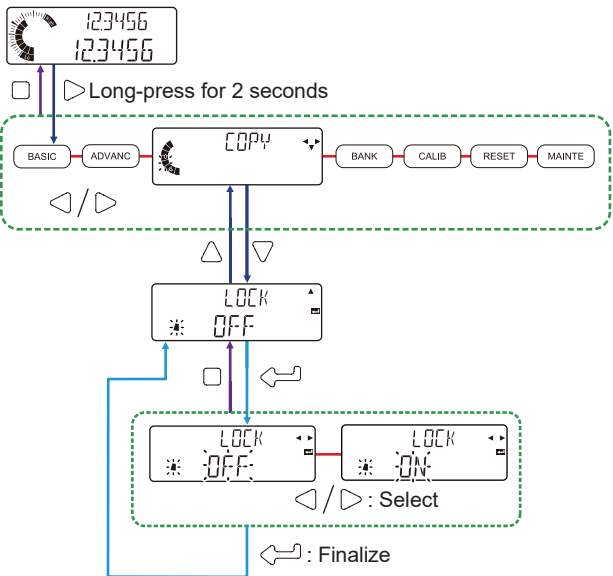 12.3456
12.3456
Long-press for 2 seconds
BASIC ADVANC COPY BANK CALIB RESET MAINTE
/
LOCK
OFF
LOCK LOCK
OFF ON
/ : Select
: Finalize